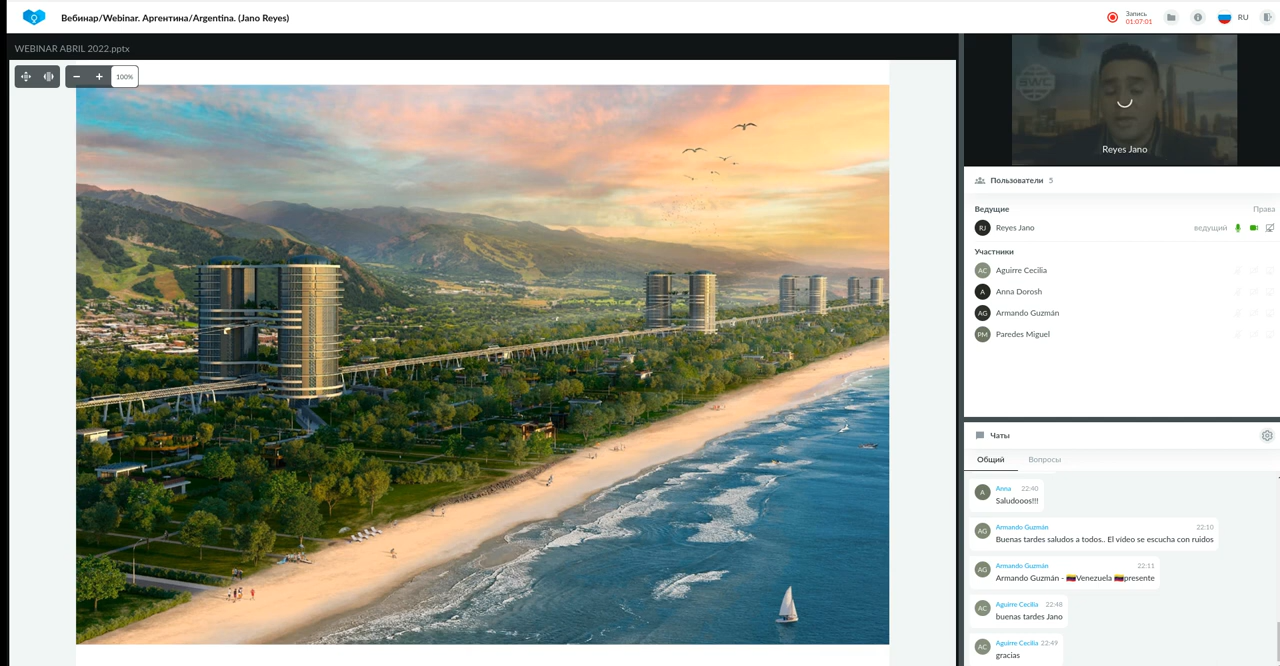 Вебинар/Webinar. Аргентина/Argentina. (Jano Reyes)
Запись
01:07:01
RU
WEBINAR ABRIL 2022.pptx
100%
SWC
Reyes Jano
Пользователи 5
Ведущие Права
RJ Reyes Jano ведущий
Участники
AC Aguirre Cecilia
A Anna Dorosh
AG Armando Guzmán
PM Paredes Miguel
Чаты
Общий Вопросы
A Anna 22:40
Saludooos!!!
AG Armando Guzmán 22:10
Buenas tardes saludos a todos.. El vídeo se escucha con ruidos
AG Armando Guzmán 22:11
Armando Guzmán - 🇻🇪Venezuela 🇻🇪presente
AC Aguirre Cecilia 22:48
buenas tardes Jano
AC Aguirre Cecilia 22:49
gracias